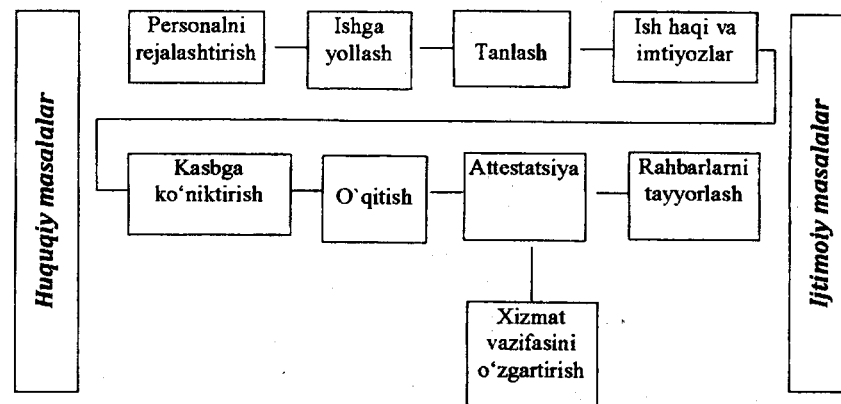 Huquqiy masalalar
Personalni
rejalashtirish
Ishga
yollash
Tanlash
Ish haqi va
imtiyozlar
Kasbga
ko‘niktirish
O`qitish
Attestatsiya
Rahbarlarni
tayyorlash
Xizmat
vazifasini
o‘zgartirish
Ijtimoiy masalalar